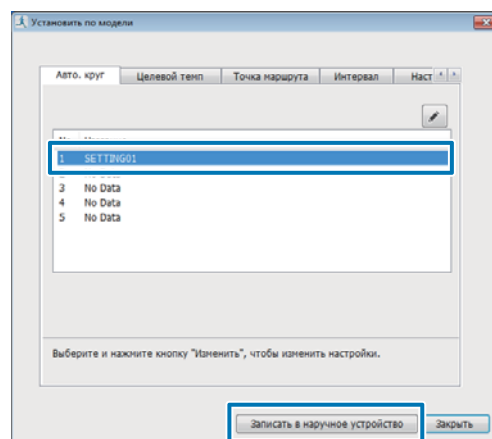 Установить по модели
Авто. круг Целевой темп Точка маршрута Интервал Наст
1 SETTING01
3 No Data
4 No Data
5 No Data
Выберите и нажмите кнопку "Изменить", чтобы изменить настройки.
Записать в наручное устройство Закрыть